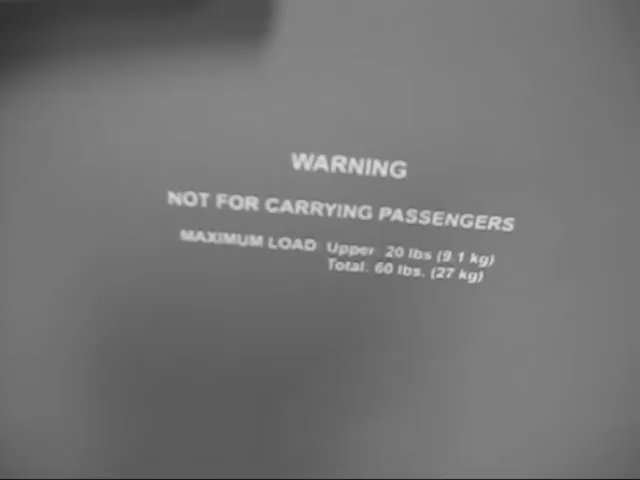 WARNING
NOT FOR CARRYING PASSENGERS
MAXIMUM LOAD: Upper: 20 lbs (9.1 kg)
Total: 60 lbs. (27 kg)